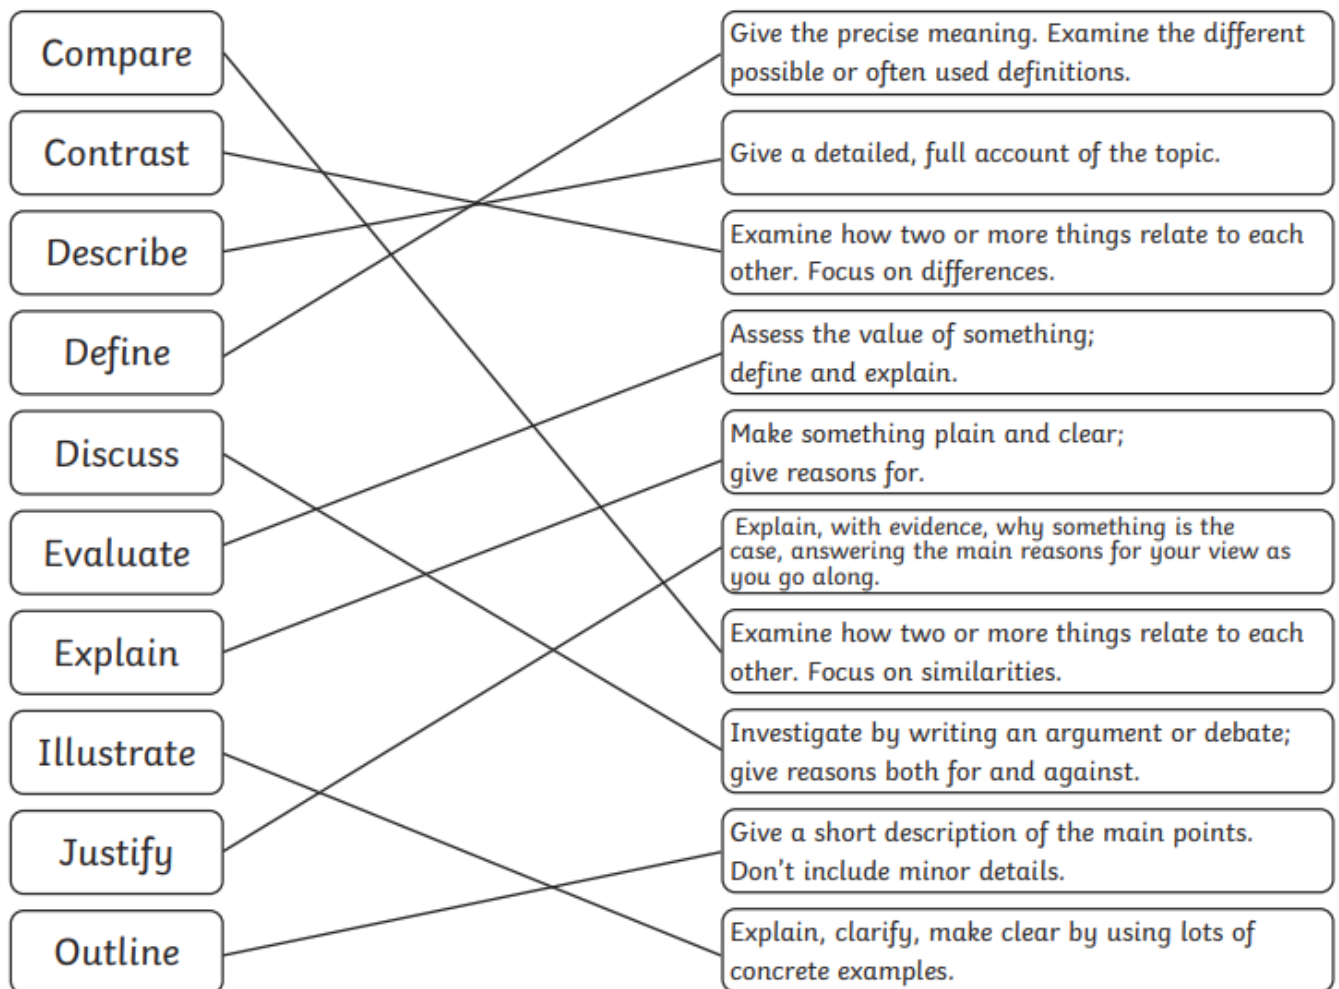 Compare
Give the precise meaning. Examine the different
possible or often used definitions.
Contrast
Give a detailed, full account of the topic.
Describe
Examine how two or more things relate to each
other. Focus on differences.
Define
Assess the value of something;
define and explain.
Discuss
Make something plain and clear;
give reasons for.
Evaluate
Explain, with evidence, why something is the
case, answering the main reasons for your view as
you go along.
Explain
Examine how two or more things relate to each
other. Focus on similarities.
Illustrate
Investigate by writing an argument or debate;
give reasons both for and against.
Justify
Give a short description of the main points.
Don't include minor details.
Outline
Explain, clarify, make clear by using lots of
concrete examples.